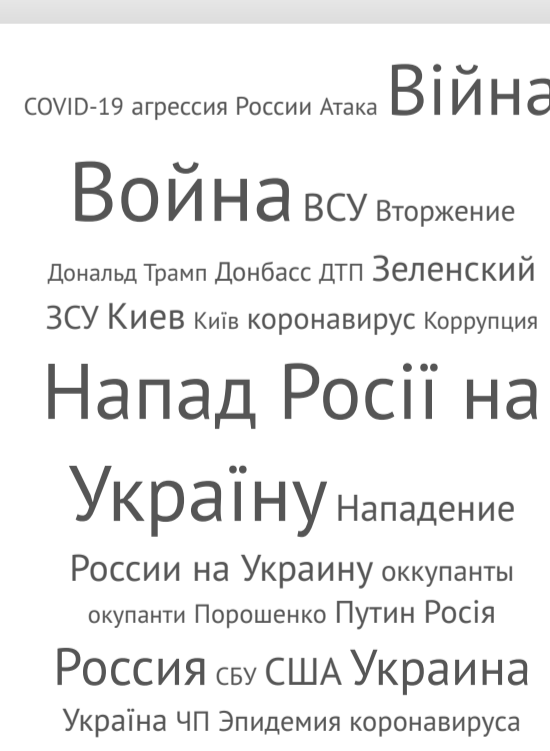 COVID-19 агрессия России Атака Війна
Война ВСУ Вторжение
Дональд Трамп Донбасс ДТП Зеленский
ЗСУ Киев Київ коронавирус Коррупция
Напад Росії на
Україну Нападение
России на Украину оккупанты
окупанти Порошенко Путин Росія
Россия СБУ США Украина
Україна ЧП Эпидемия коронавируса